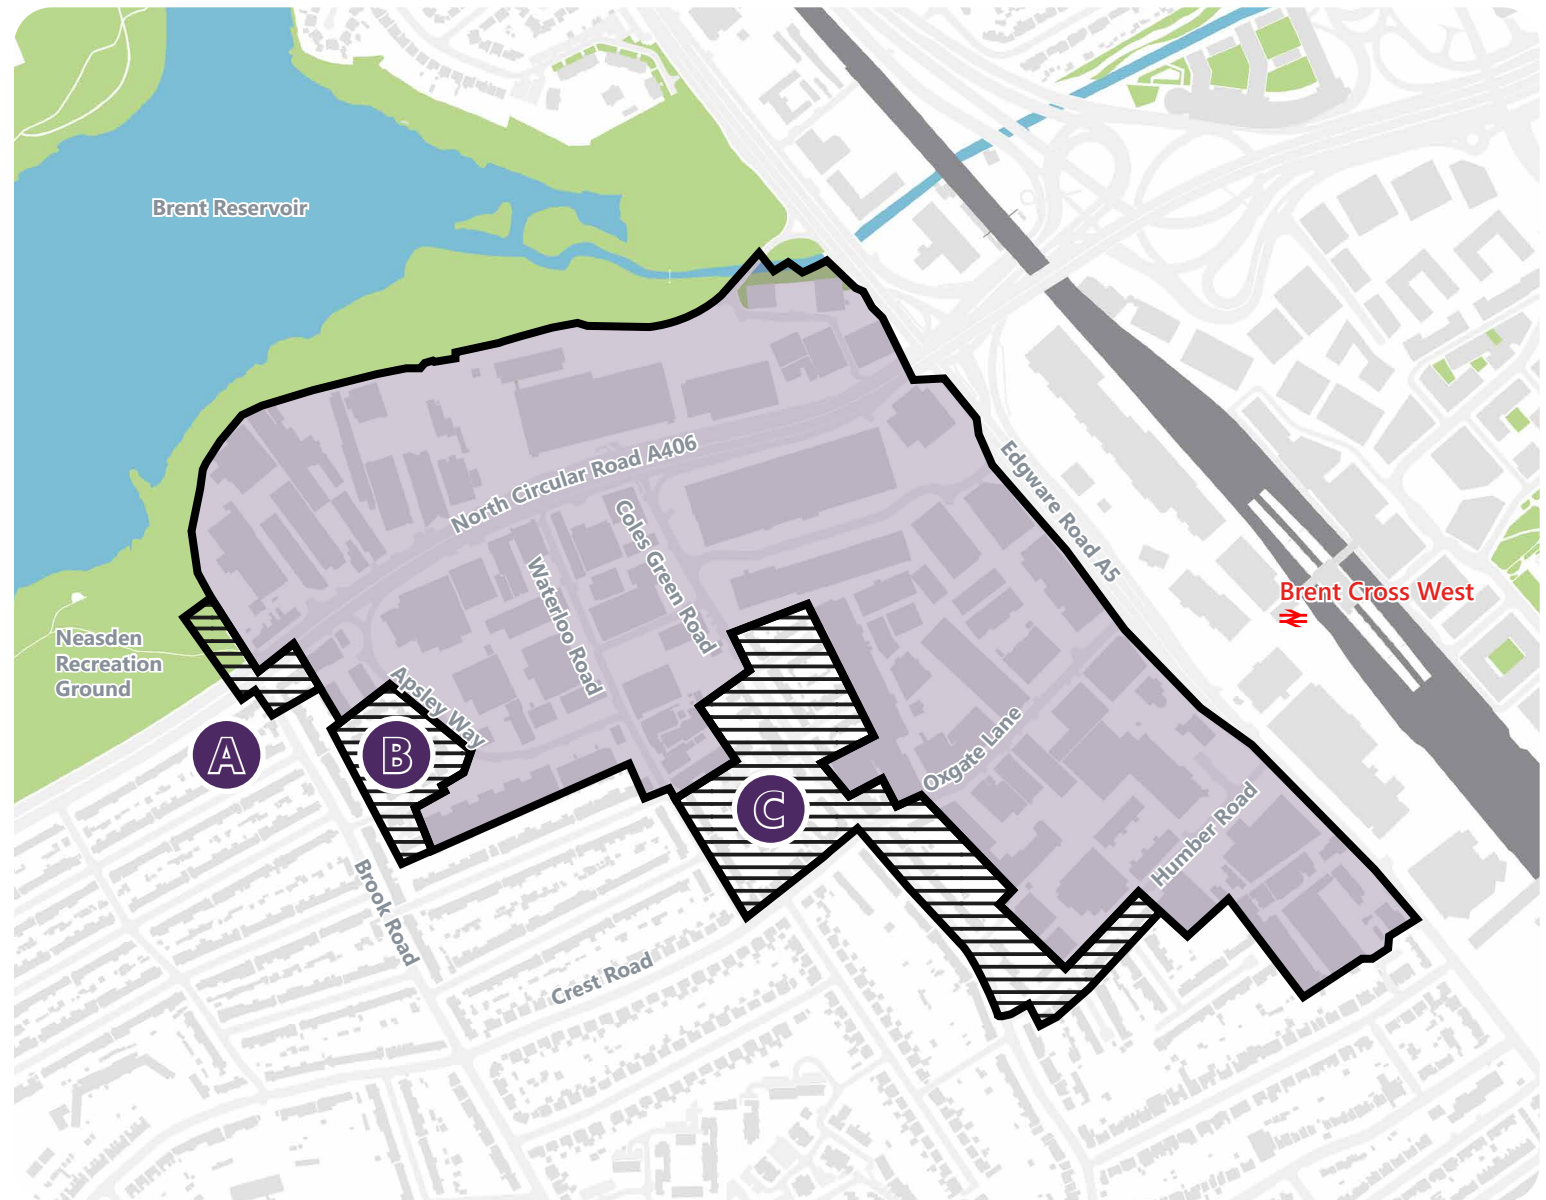 Brent Reservoir
North Circular Road A406
Edgware Road A5
Coles Green Road
Waterloo Road
Brent Cross West
Neasden
Recreation
Ground
Apsley Way
A
B
C
Oxgate Lane
Humber Road
Brook Road
Crest Road